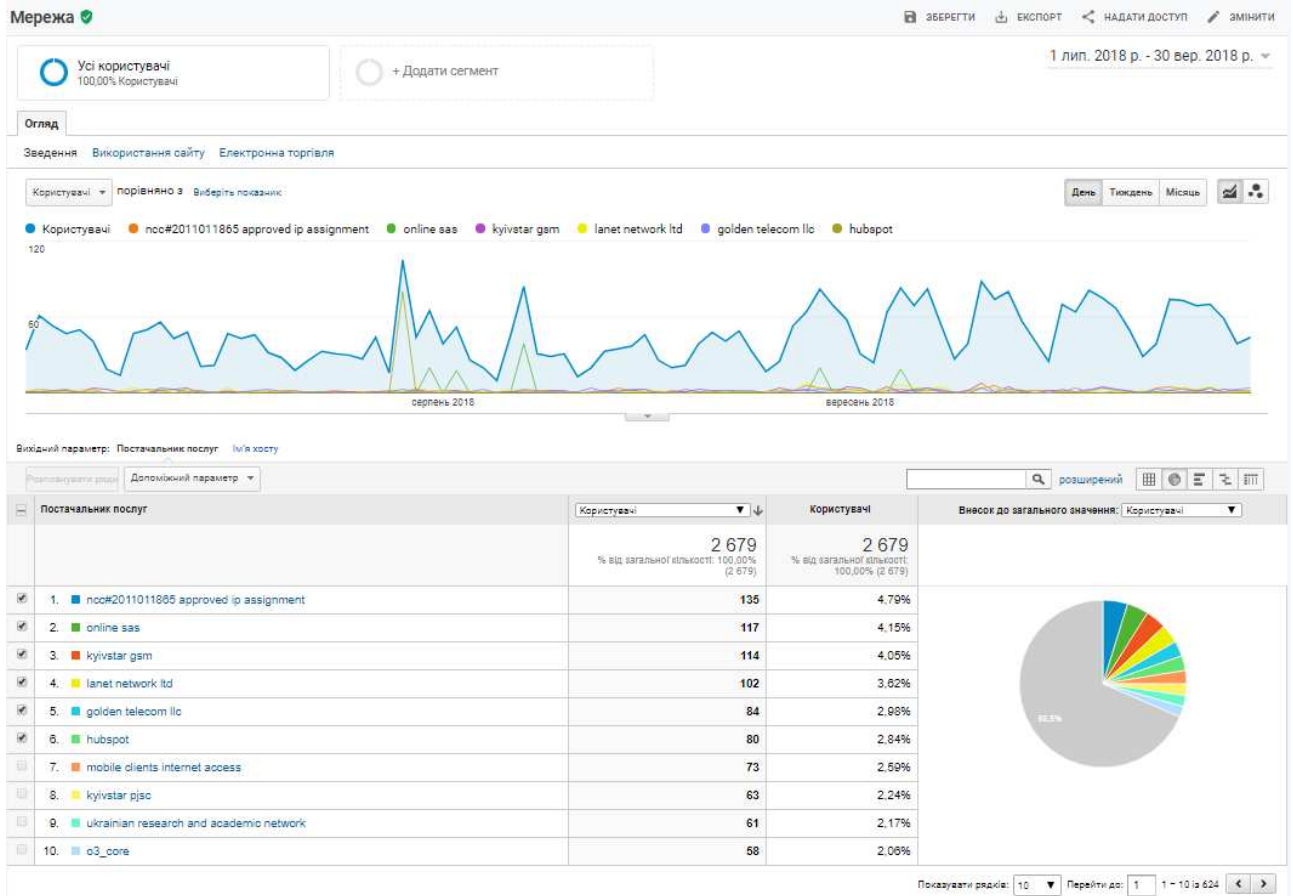 Мережа
ЗБЕРЕГТИ ЕКСПОРТ НАДАТИ ДОСТУП ЗМІНИТИ
Усі користувачі
100,00% Користувачі
+ Додати сегмент
1 лип. 2018 р. - 30 вер. 2018 р.
Огляд
Зведення Використання сайту Електронна торгівля
Користувачі порівняно з Виберіть показник
День Тиждень Місяць
Користувачі ncc#2011011865 approved ip assignment online sas kyivstar gsm lanet network ltd golden telecom llc hubspot
120
60
серпень 2018 вересень 2018
Вихідний параметр: Постачальник послуг Ім'я хосту
Розташувати ряди Допоміжний параметр
розширений
Постачальник послуг Користувачі Користувачі Внесок до загального значення: Користувачі
2 679 2 679
% від загальної кількості: 100,00% (2 679) % від загальної кількості: 100,00% (2 679)
1. ncc#2011011865 approved ip assignment 135 4,79%
2. online sas 117 4,15%
3. kyivstar gsm 114 4,05%
4. lanet network ltd 102 3,62%
5. golden telecom llc 84 2,98%
6. hubspot 80 2,84%
7. mobile clients internet access 73 2,59%
8. kyivstar pjsc 63 2,24%
9. ukrainian research and academic network 61 2,17%
10. o3_core 58 2,06%
Показувати рядків: 10 Перейти до: 1 1 - 10 із 624